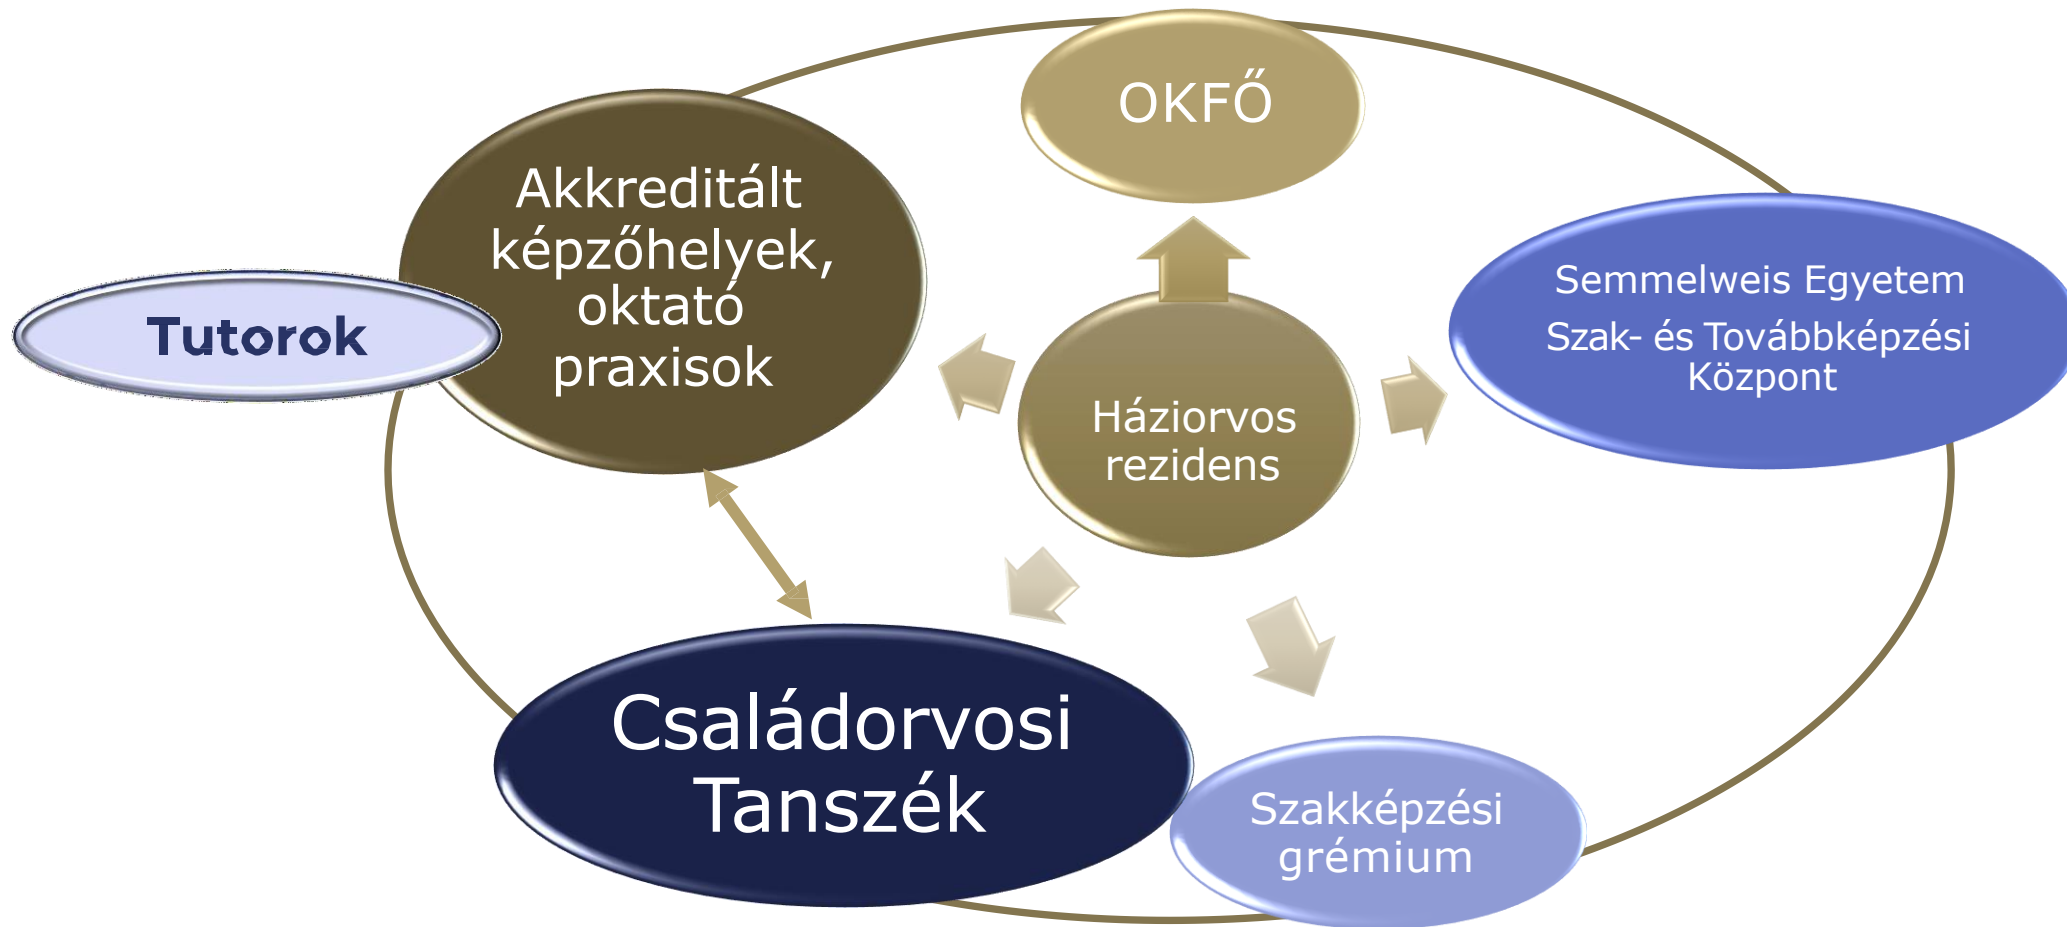 OKFŐ
Akkreditált
képzőhelyek,
oktató
praxisok
Tutorok
Semmelweis Egyetem
Szak- és Továbbképzési
Központ
Háziorvos
rezidens
Családorvosi
Tanszék
Szakképzési
grémium